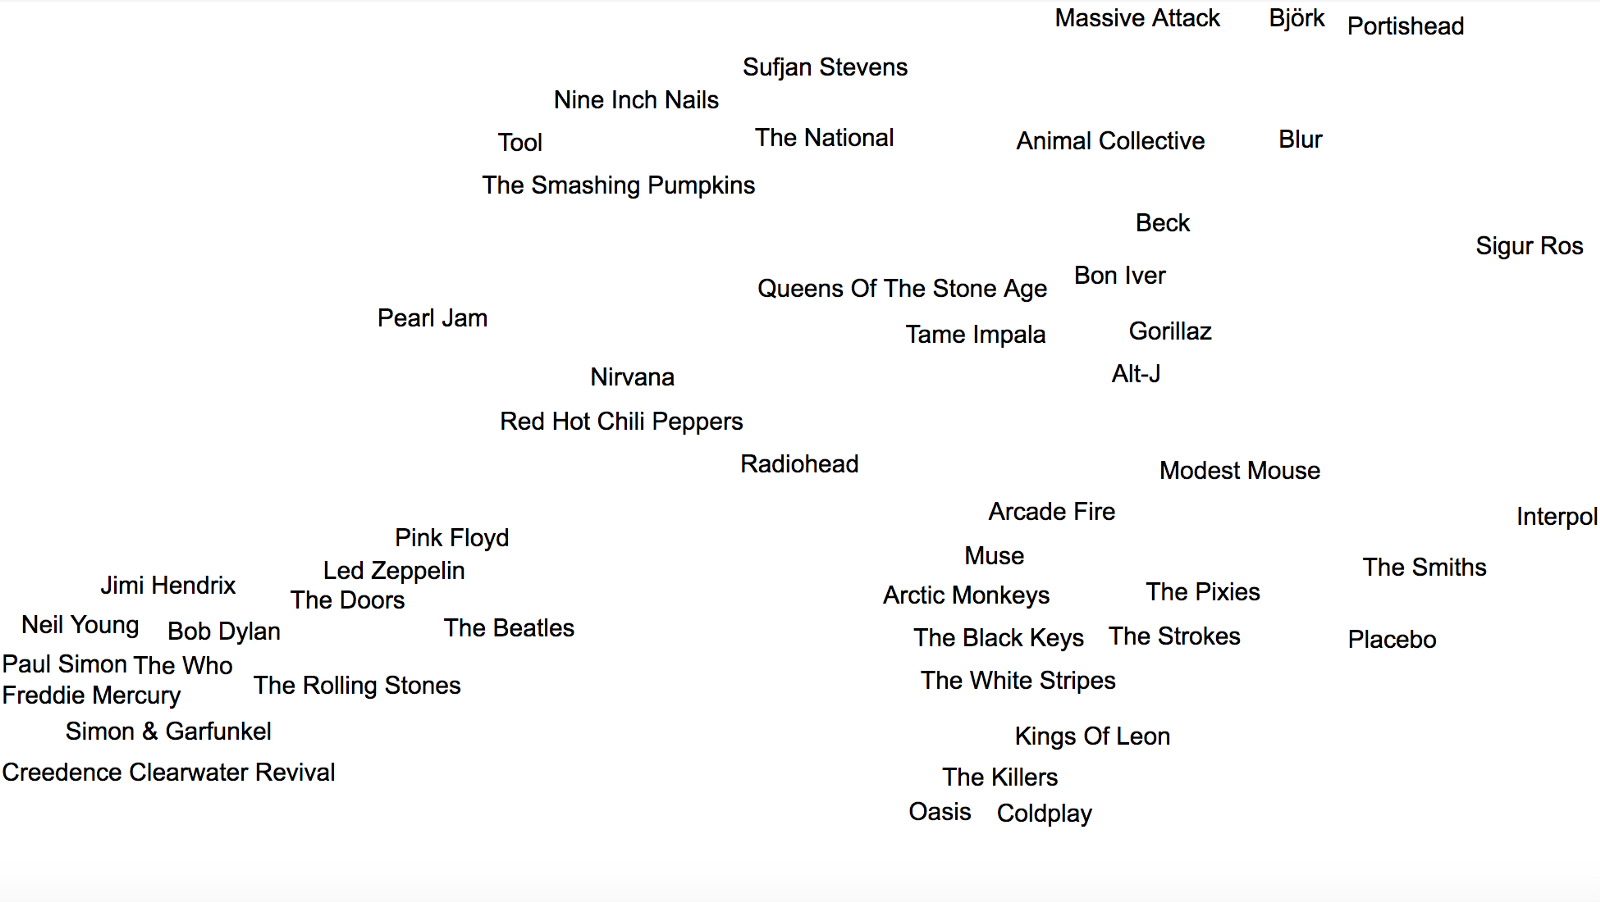 Massive Attack
Björk
Portishead
Sufjan Stevens
Nine Inch Nails
Tool
The National
Animal Collective
Blur
The Smashing Pumpkins
Beck
Sigur Ros
Queens Of The Stone Age
Bon Iver
Pearl Jam
Tame Impala
Gorillaz
Nirvana
Alt-J
Red Hot Chili Peppers
Radiohead
Modest Mouse
Arcade Fire
Interpol
Pink Floyd
Muse
Led Zeppelin
The Smiths
Jimi Hendrix
The Doors
Arctic Monkeys
The Pixies
Neil Young
Bob Dylan
The Beatles
The Black Keys
The Strokes
Placebo
Paul Simon
The Who
Freddie Mercury
The Rolling Stones
The White Stripes
Simon & Garfunkel
Kings Of Leon
Creedence Clearwater Revival
The Killers
Oasis
Coldplay